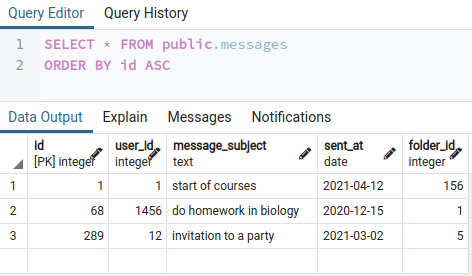 Query Editor Query History
1 SELECT * FROM public.messages
2 ORDER BY id ASC
Data Output Explain Messages Notifications
id user_id message_subject sent_at folder_id
[PK] integer integer text date integer
1 1 1 start of courses 2021-04-12 156
2 68 1456 do homework in biology 2020-12-15 1
3 289 12 invitation to a party 2021-03-02 5